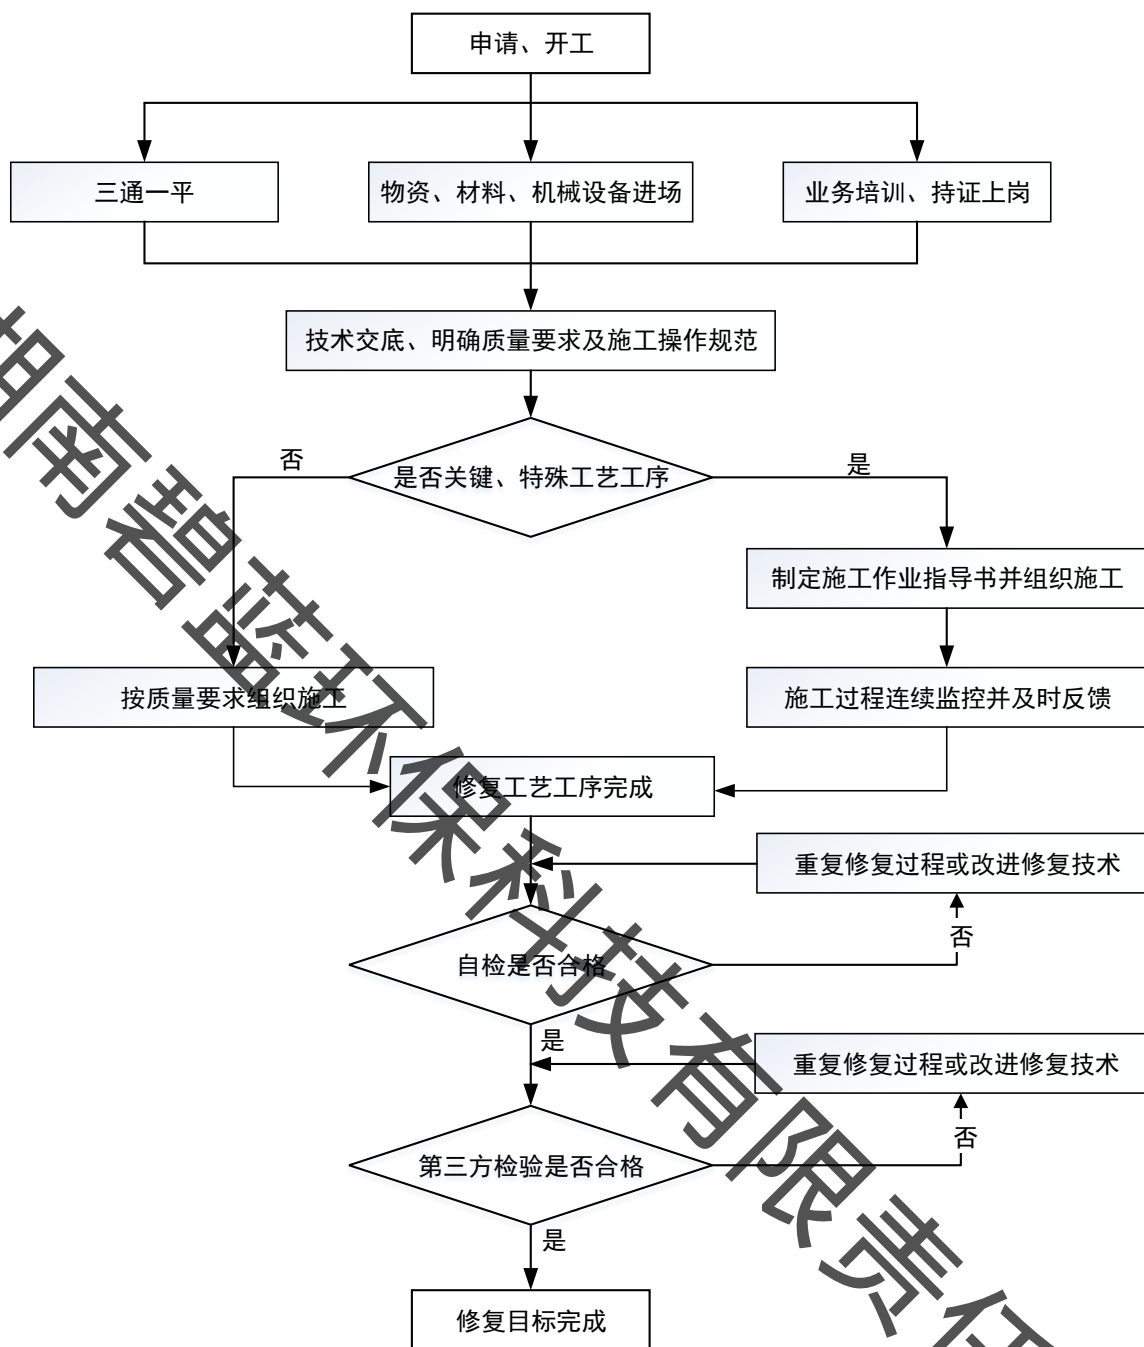 申请、开工
三通一平
物资、材料、机械设备进场
业务培训、持证上岗
技术交底、明确质量要求及施工操作规范
是否关键、特殊工艺工序
否
是
制定施工作业指导书并组织施工
按质量要求组织施工
施工过程连续监控并及时反馈
修复工艺工序完成
重复修复过程或改进修复技术
否
自检是否合格
是
重复修复过程或改进修复技术
否
第三方检验是否合格
是
修复目标完成
湖南碧蓝环保科技有限责任